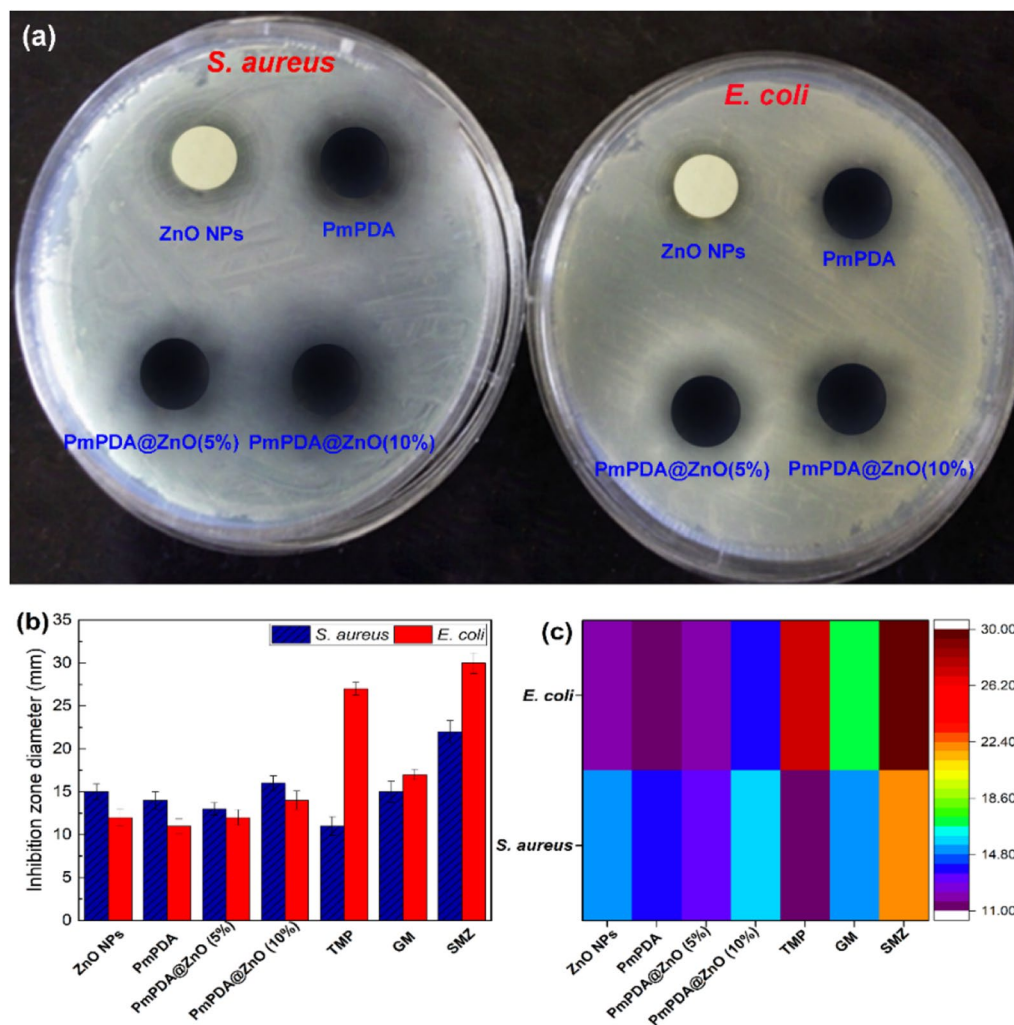 (a)
S. aureus
E. coli
ZnO NPs
PmPDA
ZnO NPs
PmPDA
PmPDA@ZnO(5%)
PmPDA@ZnO(10%)
PmPDA@ZnO(5%)
PmPDA@ZnO(10%)
(b)
35
30
25
20
15
10
5
0
Inhibition zone diameter (mm)
S. aureus
E. coli
ZnO NPs
PmPDA
PmPDA@ZnO (5%)
PmPDA@ZnO (10%)
TMP
GM
SMZ
(c)
E. coli
S. aureus
30.00
26.20
22.40
18.60
14.80
11.00
ZnO NPs
PmPDA
PmPDA@ZnO (5%)
PmPDA@ZnO (10%)
TMP
GM
SMZ